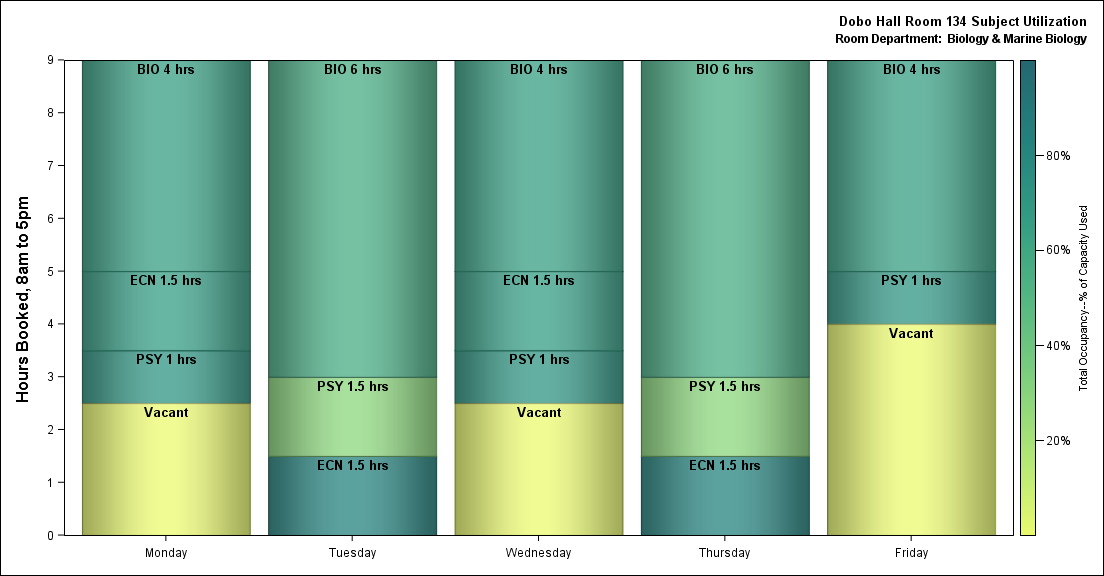 Dobo Hall Room 134 Subject Utilization
Room Department: Biology & Marine Biology
Hours Booked, 8am to 5pm
9
8
7
6
5
4
3
2
1
0
BIO 4 hrs
ECN 1.5 hrs
PSY 1 hrs
Vacant
Monday
BIO 6 hrs
PSY 1.5 hrs
ECN 1.5 hrs
Tuesday
BIO 4 hrs
ECN 1.5 hrs
PSY 1 hrs
Vacant
Wednesday
BIO 6 hrs
PSY 1.5 hrs
ECN 1.5 hrs
Thursday
BIO 4 hrs
PSY 1 hrs
Vacant
Friday
80%
60%
40%
20%
Total Occupancy--% of Capacity Used